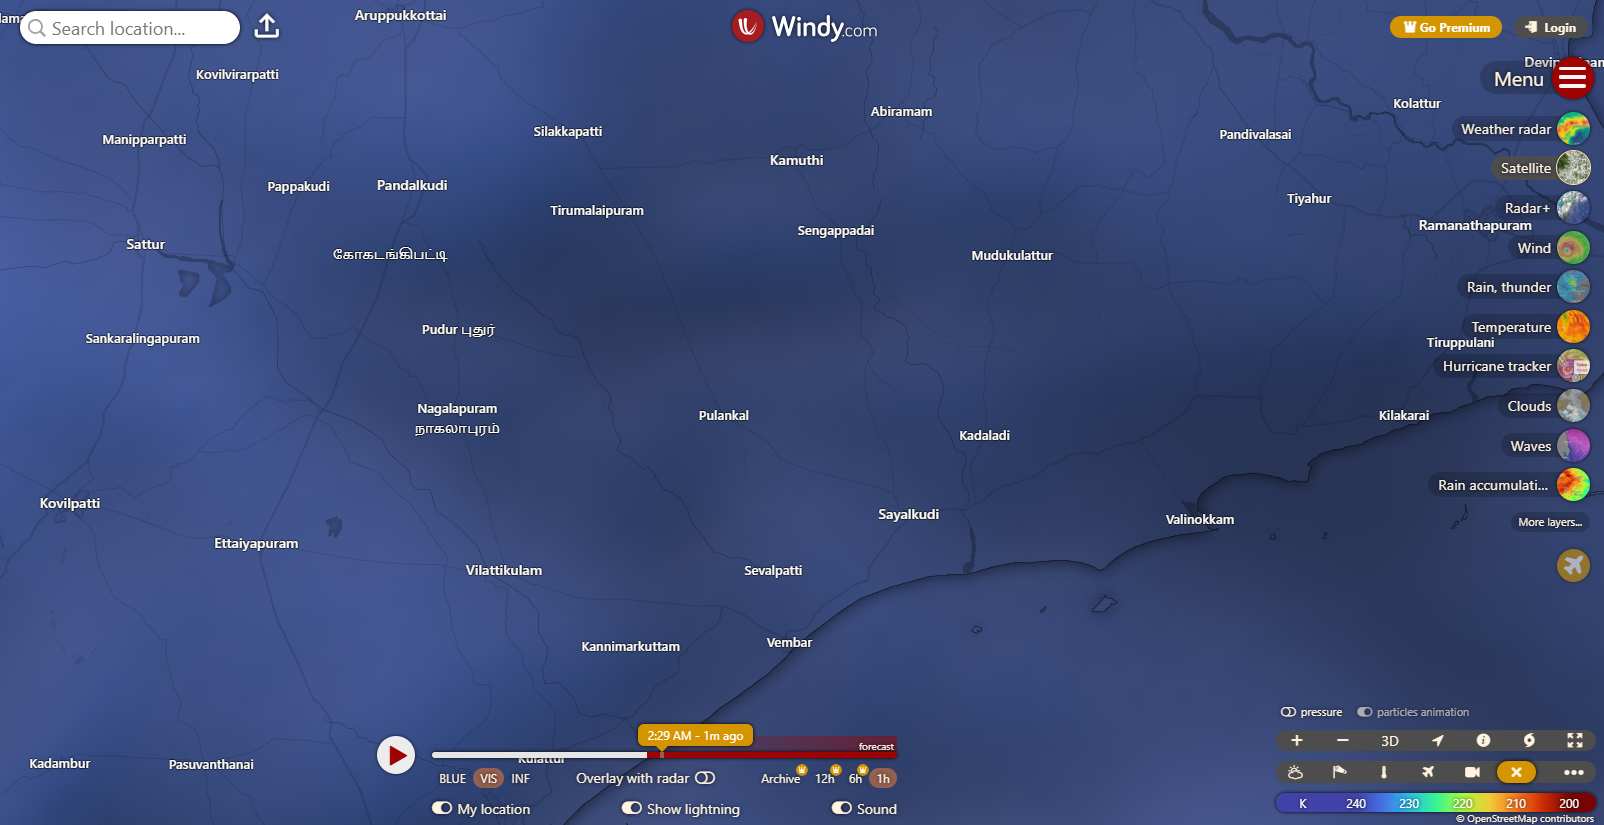 Search location...
Windy.com
Go Premium
Login
Menu
Aruppukkottai
Kovilvirarpatti
Kolattur
Abiramam
Weather radar
Silakkapatti
Pandivalasai
Manipparpatti
Kamuthi
Satellite
Pappakudi
Pandalkudi
Tiyahur
Radar+
Tirumalaipuram
Ramanathapuram
Sengappadai
Sattur
Wind
கோகடங்கிபட்டி
Mudukulattur
Rain, thunder
Pudur புதுர்
Temperature
Sankaralingapuram
Tiruppulani
Hurricane tracker
Nagalapuram
நாகலாபுரம்
Clouds
Pulankal
Kilakarai
Kadaladi
Waves
Rain accumulati...
Kovilpatti
Sayalkudi
Valinokkam
More layers...
Ettaiyapuram
Vilattikulam
Sevalpatti
Kannimarkuttam
Vembar
pressure
particles animation
2:29 AM - 1m ago
forecast
3D
Kadambur
Pasuvanthanai
Kulattur
BLUE VIS INF
Overlay with radar
Archive 12h 6h 1h
My location
Show lightning
Sound
K 240 230 220 210 200
© OpenStreetMap contributors